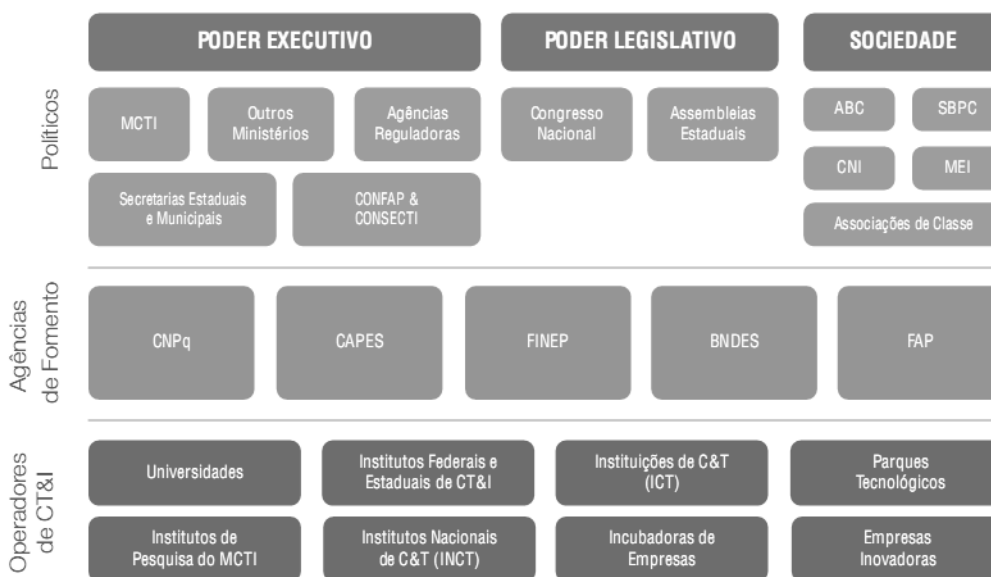 PODER EXECUTIVO
PODER LEGISLATIVO
SOCIEDADE
Políticos
MCTI
Outros
Ministérios
Agências
Reguladoras
Congresso
Nacional
Assembleias
Estaduais
ABC
SBPC
CNI
MEI
Secretarias Estaduais
e Municipais
CONFAP &
CONSECTI
Associações de Classe
Agências
de Fomento
CNPq
CAPES
FINEP
BNDES
FAP
Operadores
de CT&I
Universidades
Institutos Federais e
Estaduais de CT&I
Instituições de C&T
(ICT)
Parques
Tecnológicos
Institutos de
Pesquisa do MCTI
Institutos Nacionais
de C&T (INCT)
Incubadoras de
Empresas
Empresas
Inovadoras